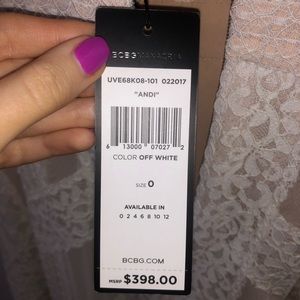 BCBGMAXAZRIA
UVE68K08-101 022017
"ANDI"
6 13000 07027 2
COLOR OFF WHITE
SIZE 0
AVAILABLE IN
0 2 4 6 8 10 12
BCBG.COM
MSRP $398.00